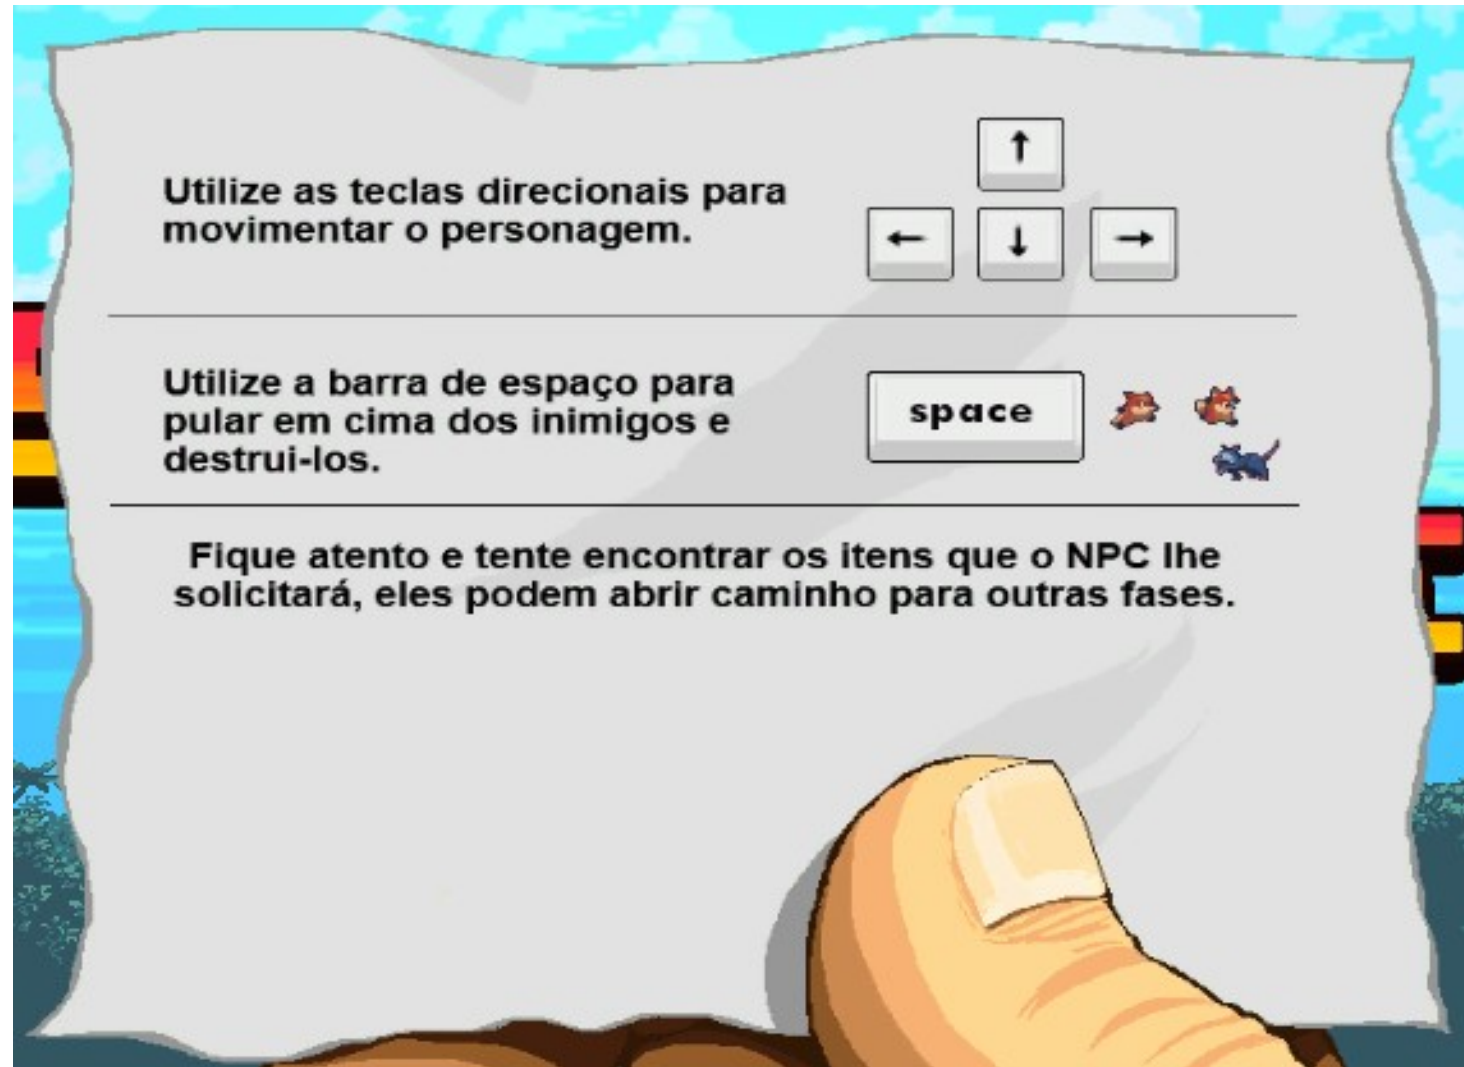 Utilize as teclas direcionais para
movimentar o personagem.
↑
← ↓ →
Utilize a barra de espaço para
pular em cima dos inimigos e
destrui-los.
space
Fique atento e tente encontrar os itens que o NPC lhe
solicitará, eles podem abrir caminho para outras fases.